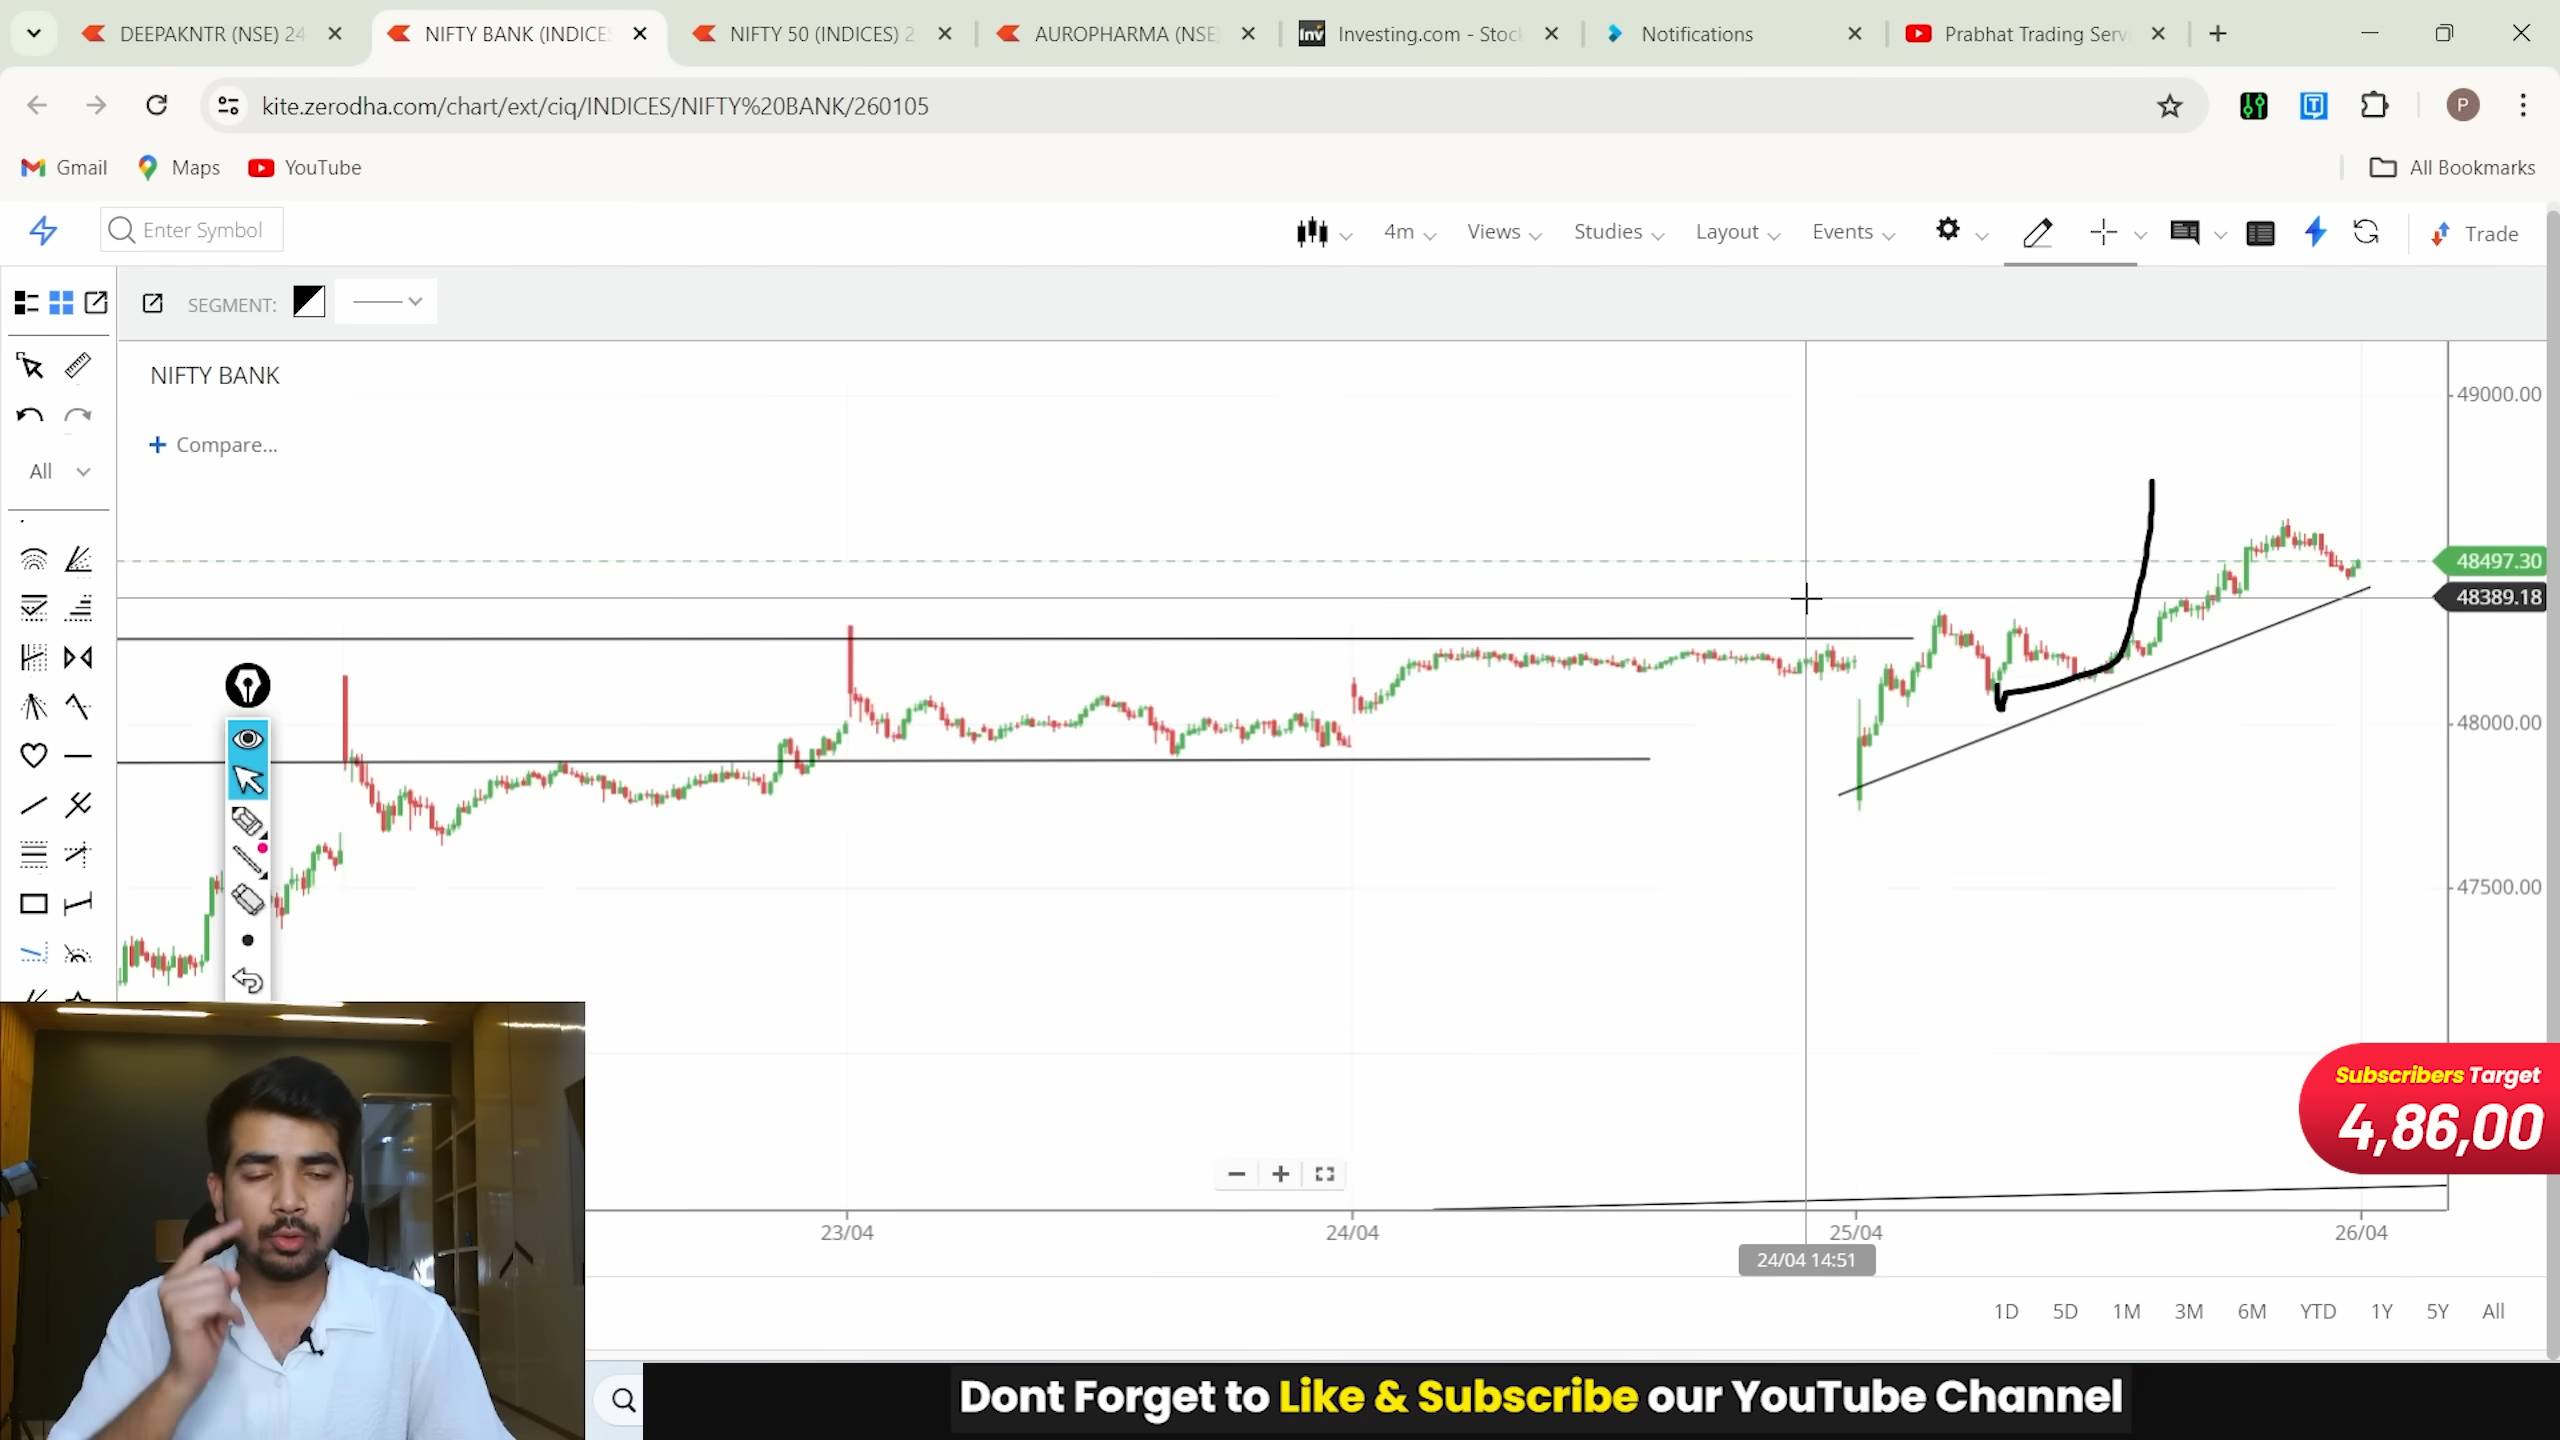 DEEPAKNTR (NSE) 24
NIFTY BANK (INDICES
NIFTY 50 (INDICES) 2
AUROPHARMA (NSE)
Investing.com - Stoc
Notifications
Prabhat Trading Serv
kite.zerodha.com/chart/ext/ciq/INDICES/NIFTY%20BANK/260105
P
Gmail
Maps
YouTube
All Bookmarks
Enter Symbol
4m
Views
Studies
Layout
Events
Trade
SEGMENT:
NIFTY BANK
Compare...
All
49000.00
48497.30
48389.18
48000.00
47500.00
Subscribers Target
4,86,00
23/04
24/04
25/04
26/04
24/04 14:51
1D 5D 1M 3M 6M YTD 1Y 5Y All
Dont Forget to Like & Subscribe our YouTube Channel